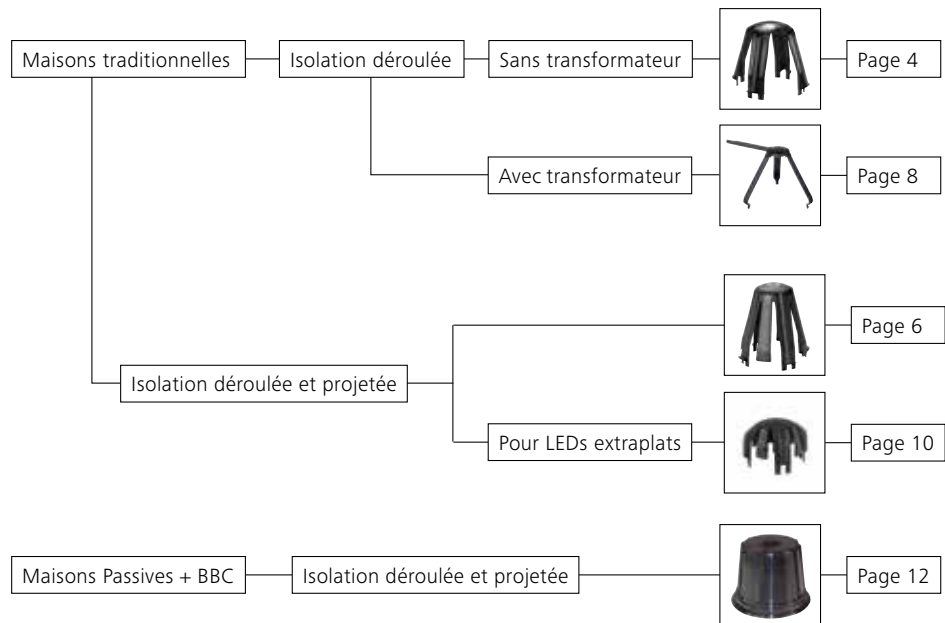 Maisons traditionnelles
Isolation déroulée
Sans transformateur
Page 4
Avec transformateur
Page 8
Page 6
Isolation déroulée et projetée
Pour LEDs extraplats
Page 10
Maisons Passives + BBC
Isolation déroulée et projetée
Page 12